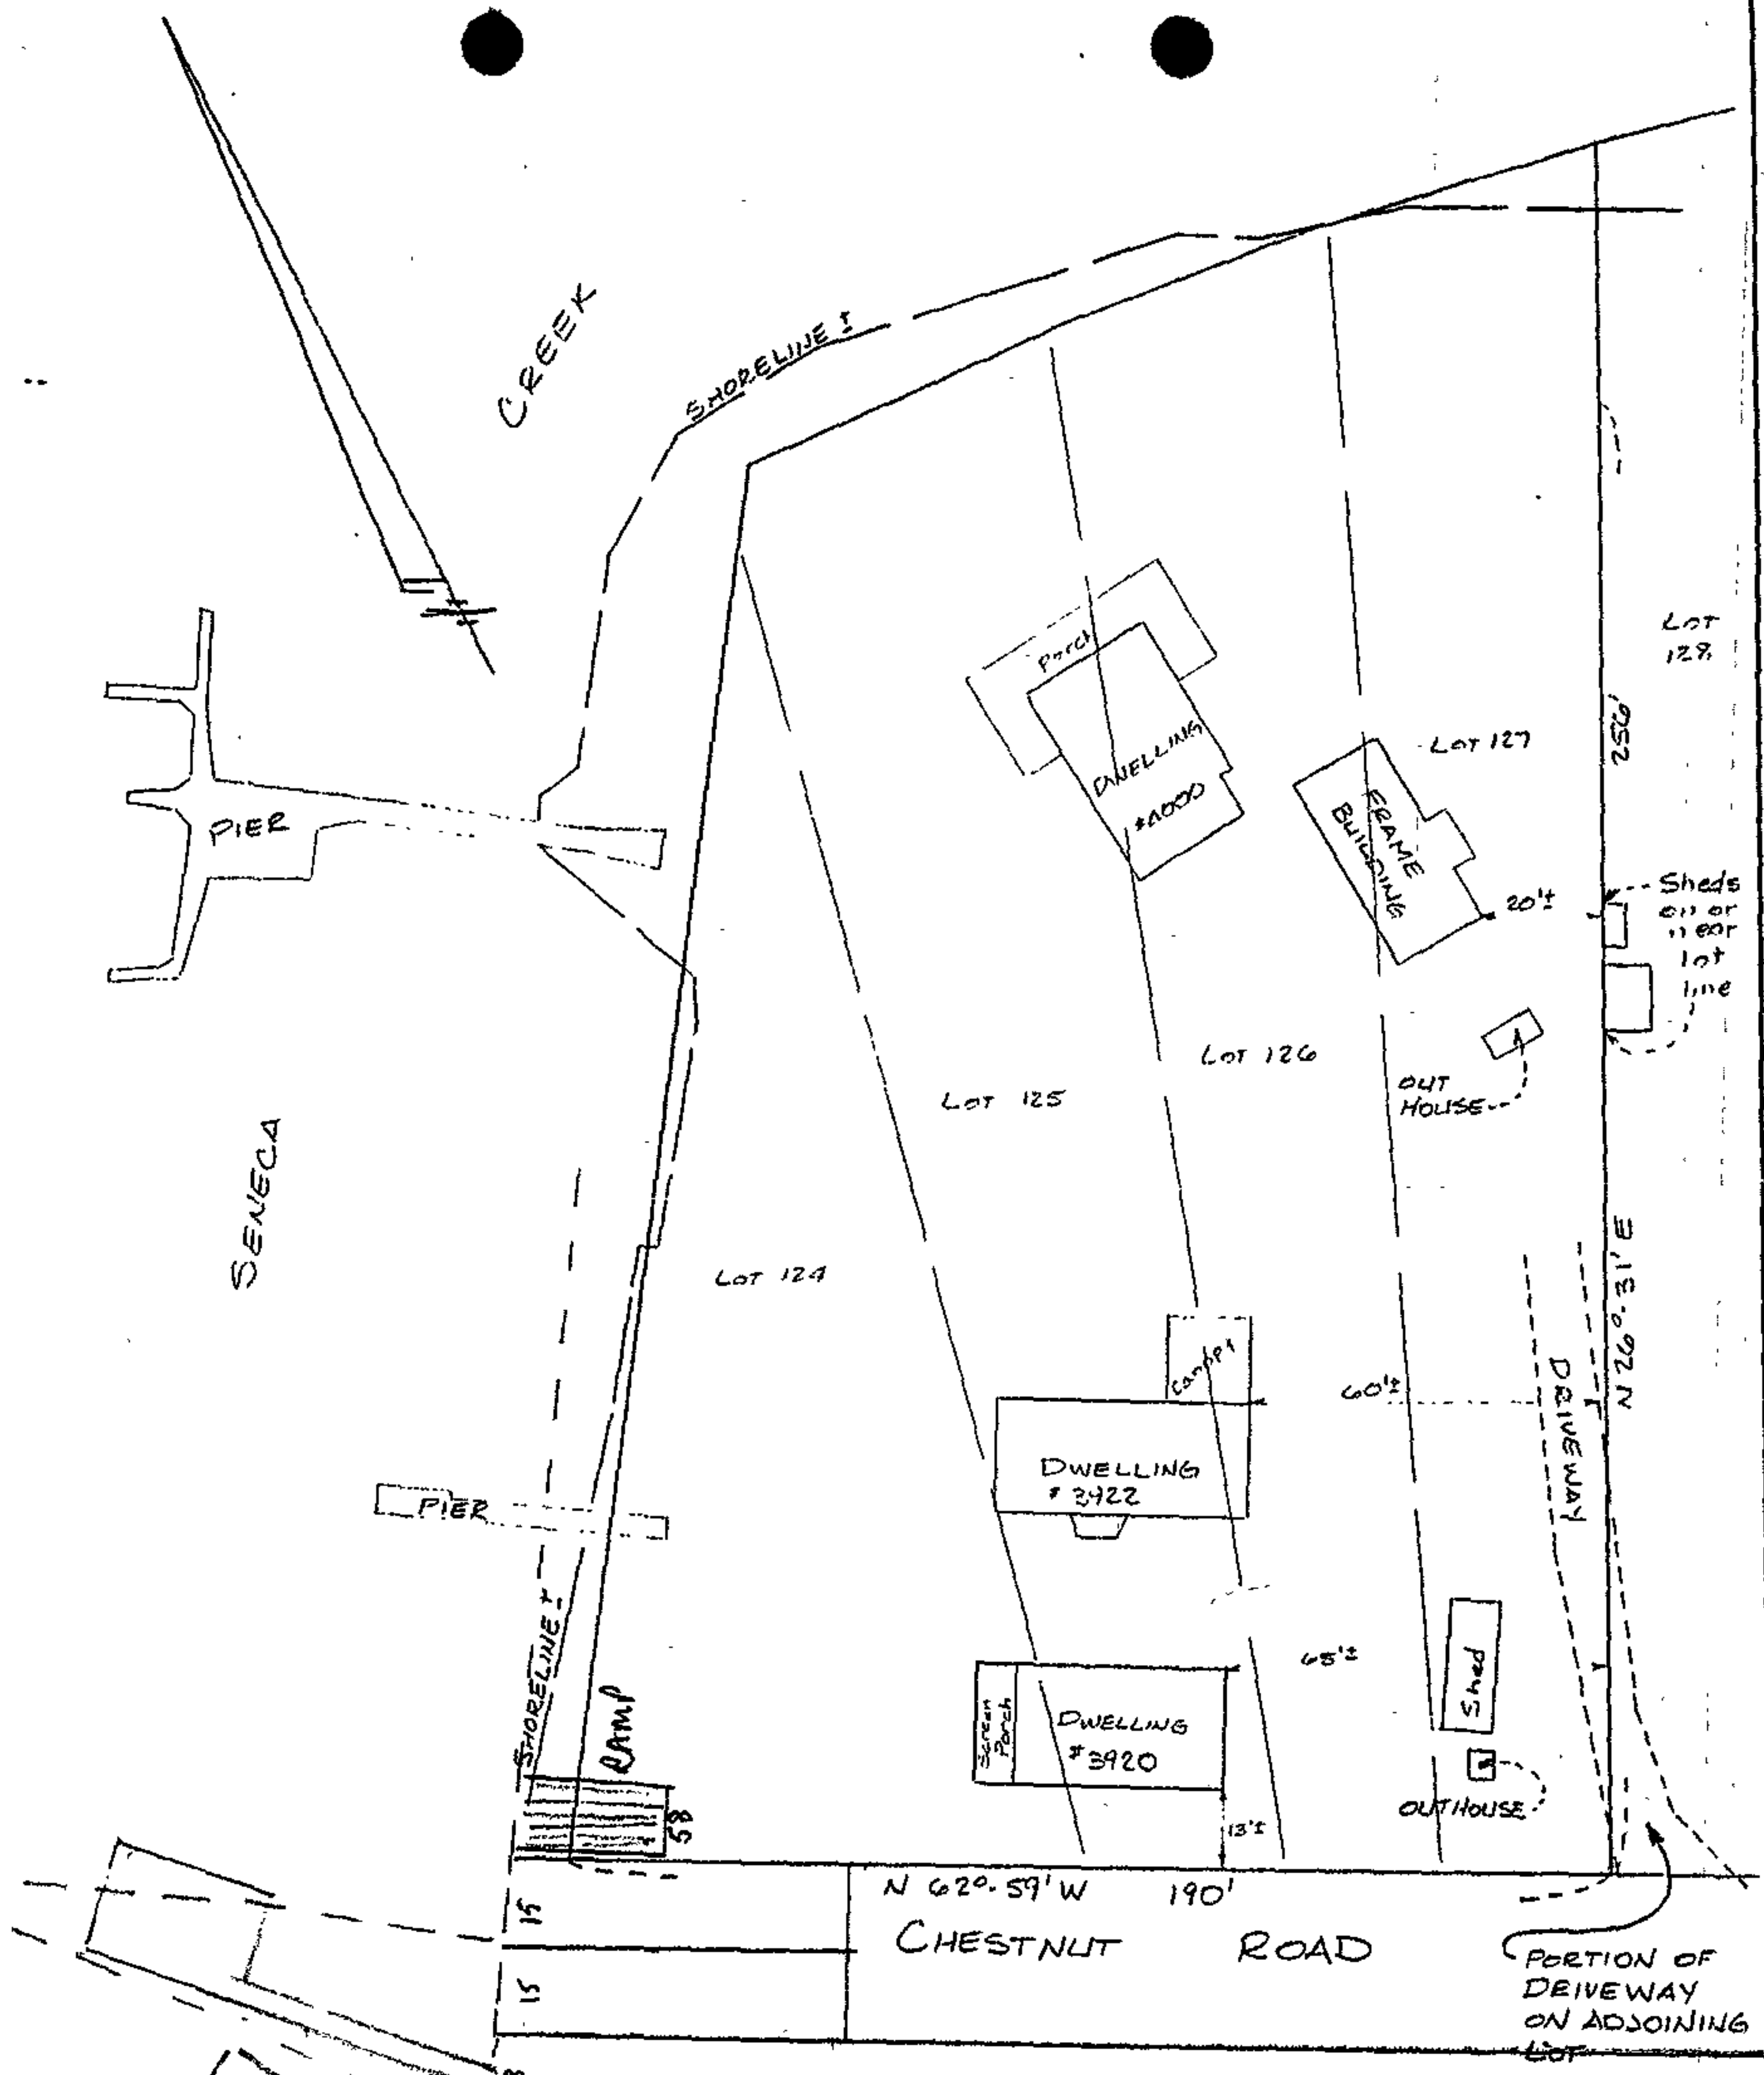 CREEK
SHORELINE ±
LOT
128
Porch
DWELLING
LOT 127
256'
PIER
FRAME
BUILDING
20'±
Sheds
on or
near
lot
line
LOT 126
LOT 125
OUT
HOUSE
SENECA
LOT 124
N 26°-31' E
Canopy
60'±
DRIVEWAY
DWELLING
# 3922
PIER
SHORELINE ±
65'±
Shed
RAMP
Screen
Porch
DWELLING
#3920
58
13'±
OUTHOUSE
N 62°-59' W 190'
15
CHESTNUT ROAD
15
PORTION OF
DRIVEWAY
ON ADJOINING
LOT